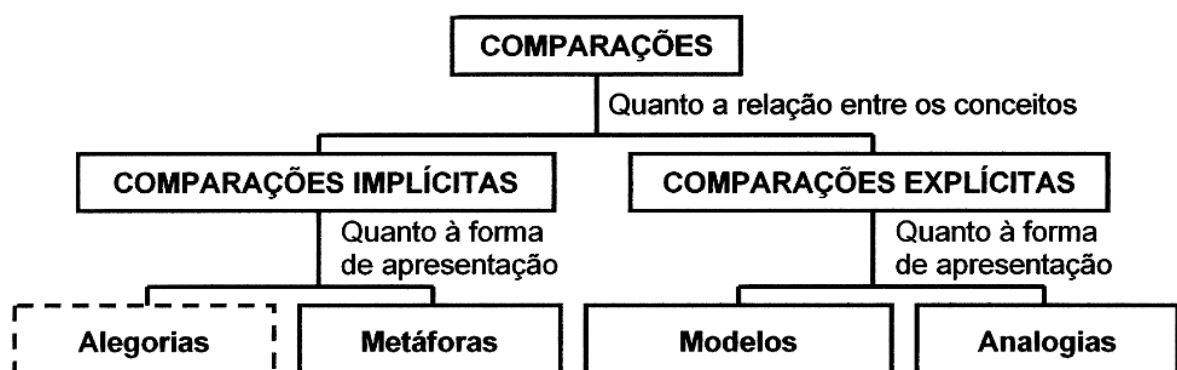 COMPARAÇÕES
Quanto a relação entre os conceitos
COMPARAÇÕES IMPLÍCITAS
COMPARAÇÕES EXPLÍCITAS
Quanto à forma
de apresentação
Quanto à forma
de apresentação
Alegorias
Metáforas
Modelos
Analogias